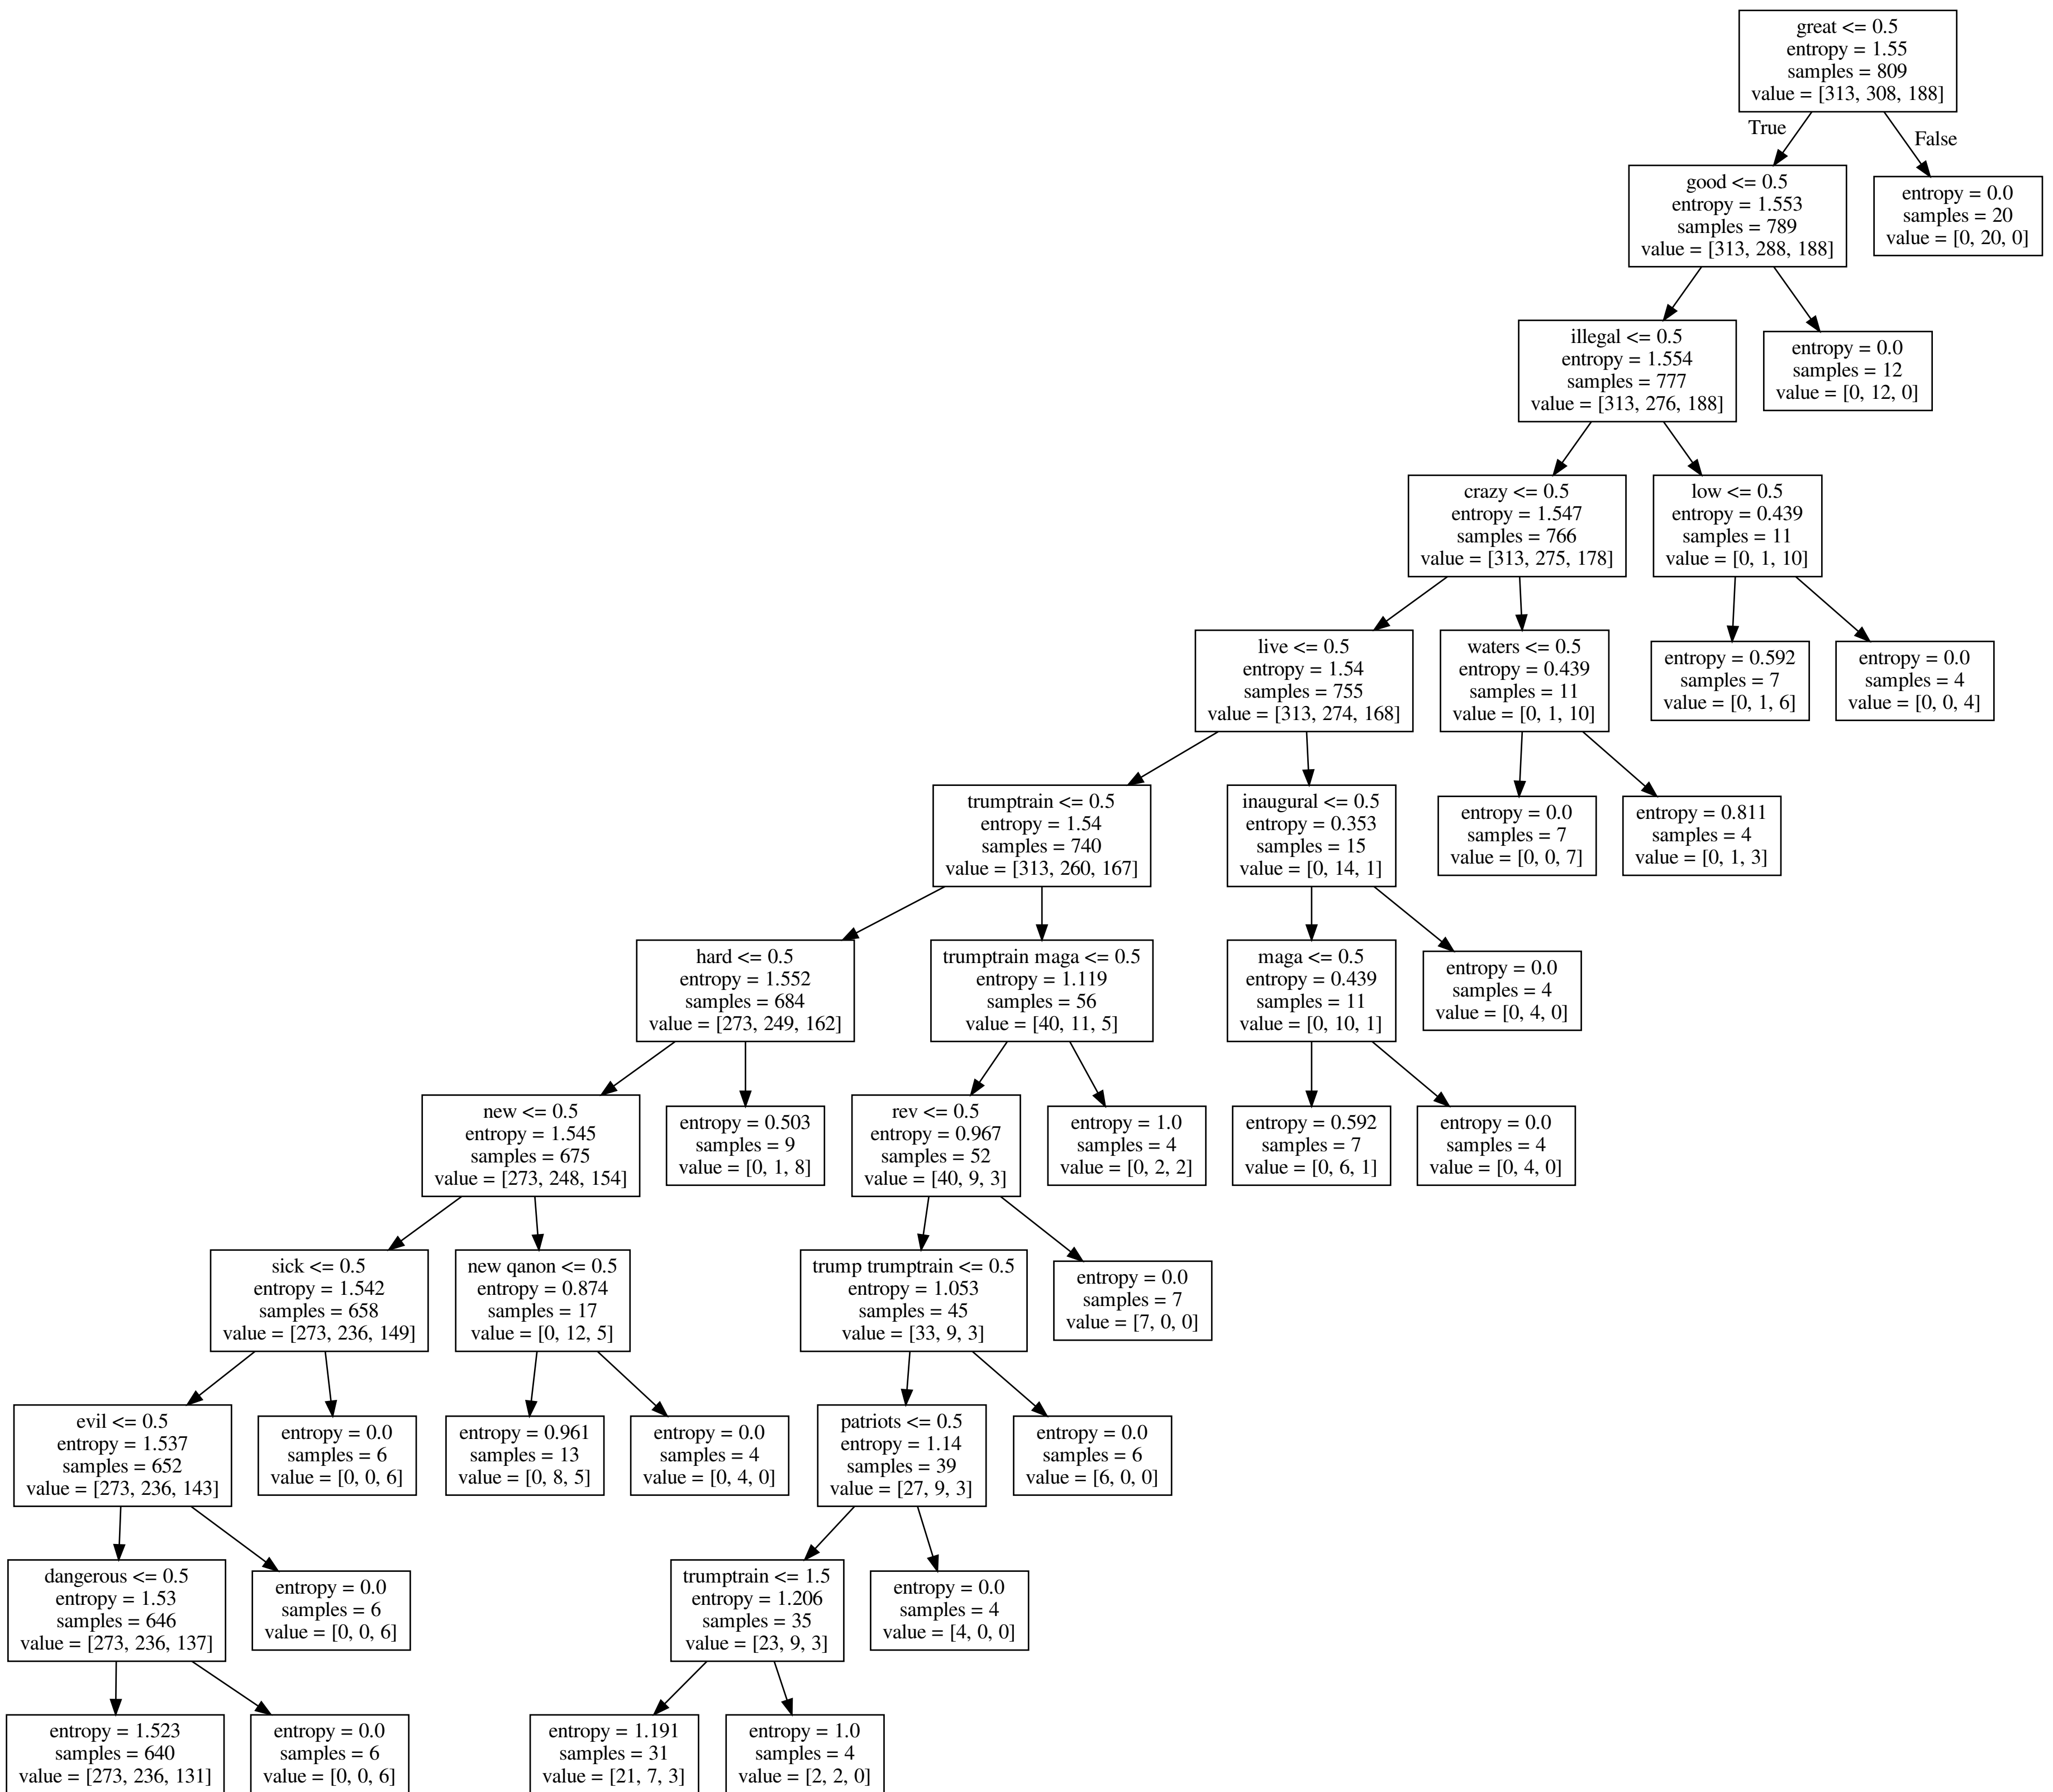 great <= 0.5
entropy = 1.55
samples = 809
value = [313, 308, 188]
True
False
good <= 0.5
entropy = 1.553
samples = 789
value = [313, 288, 188]
entropy = 0.0
samples = 20
value = [0, 20, 0]
illegal <= 0.5
entropy = 1.554
samples = 777
value = [313, 276, 188]
entropy = 0.0
samples = 12
value = [0, 12, 0]
crazy <= 0.5
entropy = 1.547
samples = 766
value = [313, 275, 178]
low <= 0.5
entropy = 0.439
samples = 11
value = [0, 1, 10]
live <= 0.5
entropy = 1.54
samples = 755
value = [313, 274, 168]
waters <= 0.5
entropy = 0.439
samples = 11
value = [0, 1, 10]
entropy = 0.592
samples = 7
value = [0, 1, 6]
entropy = 0.0
samples = 4
value = [0, 0, 4]
trumptrain <= 0.5
entropy = 1.54
samples = 740
value = [313, 260, 167]
inaugural <= 0.5
entropy = 0.353
samples = 15
value = [0, 14, 1]
entropy = 0.0
samples = 7
value = [0, 0, 7]
entropy = 0.811
samples = 4
value = [0, 1, 3]
hard <= 0.5
entropy = 1.552
samples = 684
value = [273, 249, 162]
trumptrain maga <= 0.5
entropy = 1.119
samples = 56
value = [40, 11, 5]
maga <= 0.5
entropy = 0.439
samples = 11
value = [0, 10, 1]
entropy = 0.0
samples = 4
value = [0, 4, 0]
new <= 0.5
entropy = 1.545
samples = 675
value = [273, 248, 154]
entropy = 0.503
samples = 9
value = [0, 1, 8]
rev <= 0.5
entropy = 0.967
samples = 52
value = [40, 9, 3]
entropy = 1.0
samples = 4
value = [0, 2, 2]
entropy = 0.592
samples = 7
value = [0, 6, 1]
entropy = 0.0
samples = 4
value = [0, 4, 0]
sick <= 0.5
entropy = 1.542
samples = 658
value = [273, 236, 149]
new qanon <= 0.5
entropy = 0.874
samples = 17
value = [0, 12, 5]
trump trumptrain <= 0.5
entropy = 1.053
samples = 45
value = [33, 9, 3]
entropy = 0.0
samples = 7
value = [7, 0, 0]
evil <= 0.5
entropy = 1.537
samples = 652
value = [273, 236, 143]
entropy = 0.0
samples = 6
value = [0, 0, 6]
entropy = 0.961
samples = 13
value = [0, 8, 5]
entropy = 0.0
samples = 4
value = [0, 4, 0]
patriots <= 0.5
entropy = 1.14
samples = 39
value = [27, 9, 3]
entropy = 0.0
samples = 6
value = [6, 0, 0]
dangerous <= 0.5
entropy = 1.53
samples = 646
value = [273, 236, 137]
entropy = 0.0
samples = 6
value = [0, 0, 6]
trumptrain <= 1.5
entropy = 1.206
samples = 35
value = [23, 9, 3]
entropy = 0.0
samples = 4
value = [4, 0, 0]
entropy = 1.523
samples = 640
value = [273, 236, 131]
entropy = 0.0
samples = 6
value = [0, 0, 6]
entropy = 1.191
samples = 31
value = [21, 7, 3]
entropy = 1.0
samples = 4
value = [2, 2, 0]